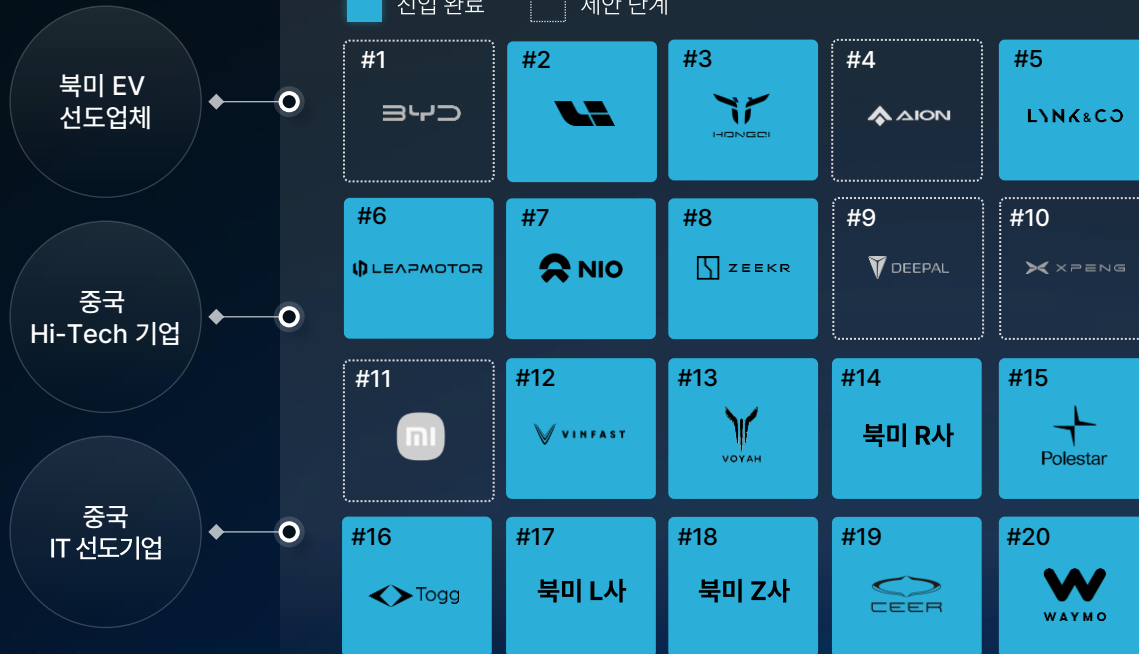 진입 완료
제안 단계
북미 EV
선도업체
중국
Hi-Tech 기업
중국
IT 선도기업
#1
BYD
#2
#3
HONGQI
#4
AION
#5
LYNK&CO
#6
LEAPMOTOR
#7
NIO
#8
ZEEKR
#9
DEEPAL
#10
XPENG
#11
mi
#12
VINFAST
#13
VOYAH
#14
북미 R사
#15
Polestar
#16
Togg
#17
북미 L사
#18
북미 Z사
#19
CEER
#20
WAYMO